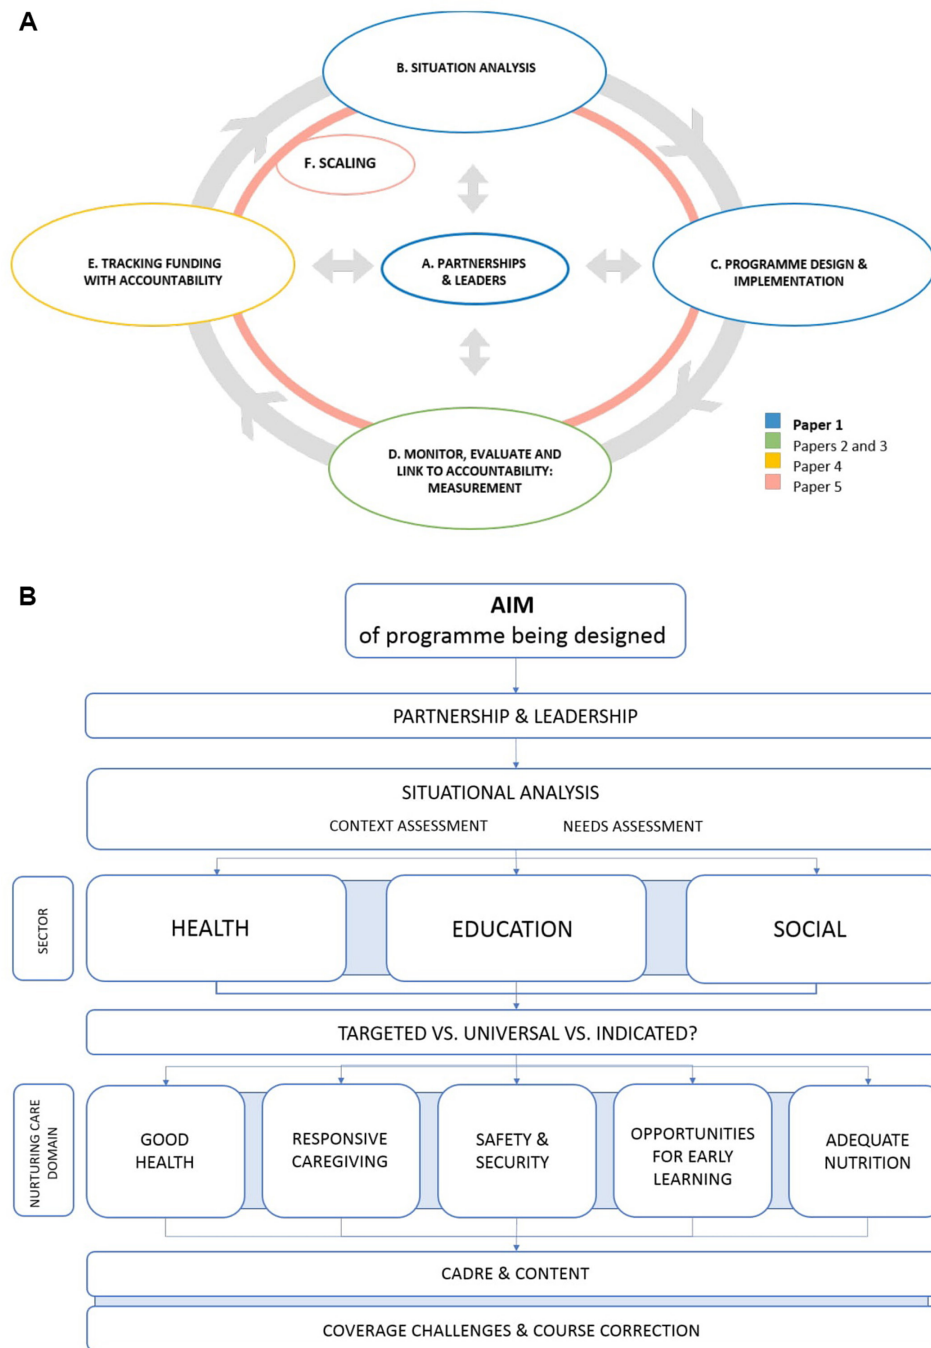 A
B. SITUATION ANALYSIS
F. SCALING
E. TRACKING FUNDING
WITH ACCOUNTABILITY
A. PARTNERSHIPS
& LEADERS
C. PROGRAMME DESIGN &
IMPLEMENTATION
D. MONITOR, EVALUATE AND
LINK TO ACCOUNTABILITY:
MEASUREMENT
Paper 1
Papers 2 and 3
Paper 4
Paper 5
B
AIM
of programme being designed
PARTNERSHIP & LEADERSHIP
SITUATIONAL ANALYSIS
CONTEXT ASSESSMENT
NEEDS ASSESSMENT
SECTOR
HEALTH
EDUCATION
SOCIAL
TARGETED VS. UNIVERSAL VS. INDICATED?
NURTURING CARE
DOMAIN
GOOD
HEALTH
RESPONSIVE
CAREGIVING
SAFETY &
SECURITY
OPPORTUNITIES
FOR EARLY
LEARNING
ADEQUATE
NUTRITION
CADRE & CONTENT
COVERAGE CHALLENGES & COURSE CORRECTION